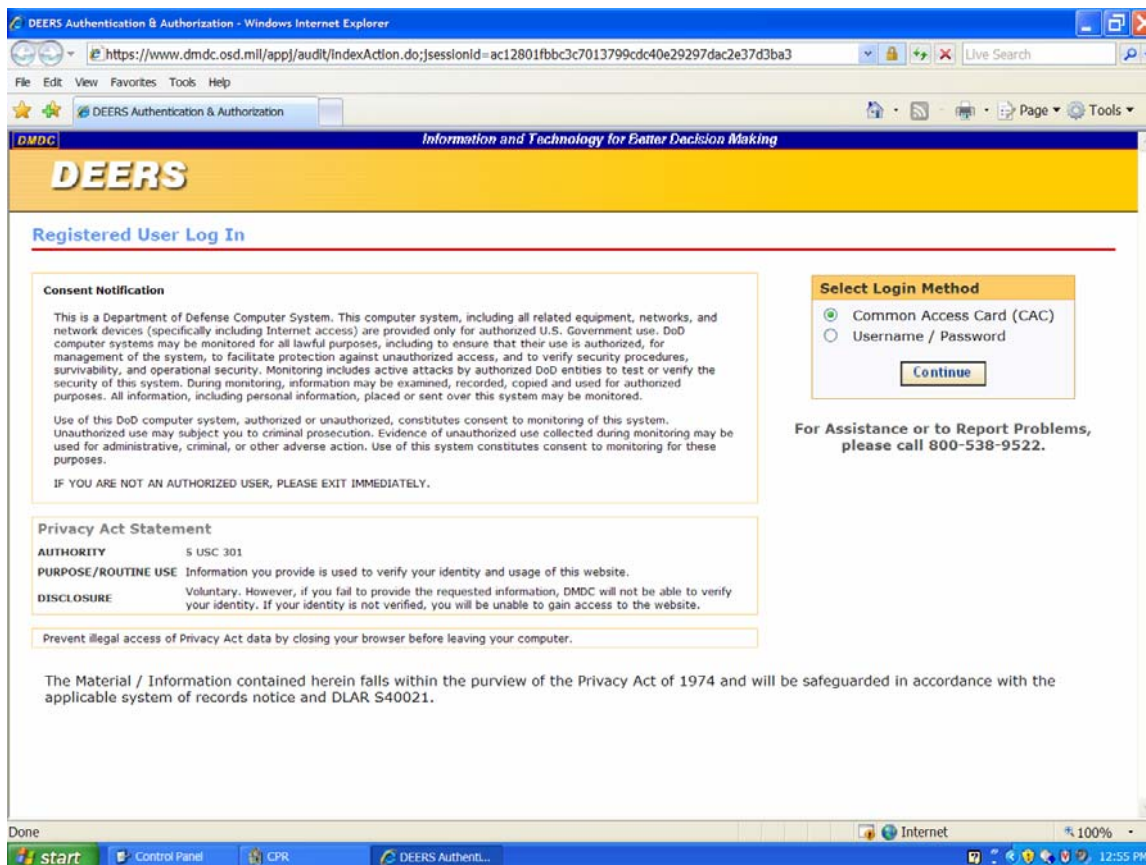 DEERS Authentication & Authorization - Windows Internet Explorer
https://www.dmdc.osd.mil/appj/audit/indexAction.do;jsessionid=ac12801fbbc3c7013799cdc40e29297dac2e37d3ba3
Live Search
File Edit View Favorites Tools Help
DEERS Authentication & Authorization
Page Tools
DMDC
Information and Technology for Better Decision Making
DEERS
Registered User Log In
Consent Notification
This is a Department of Defense Computer System. This computer system, including all related equipment, networks, and
network devices (specifically including Internet access) are provided only for authorized U.S. Government use. DoD
computer systems may be monitored for all lawful purposes, including to ensure that their use is authorized, for
management of the system, to facilitate protection against unauthorized access, and to verify security procedures,
survivability, and operational security. Monitoring includes active attacks by authorized DoD entities to test or verify the
security of this system. During monitoring, information may be examined, recorded, copied and used for authorized
purposes. All information, including personal information, placed or sent over this system may be monitored.
Use of this DoD computer system, authorized or unauthorized, constitutes consent to monitoring of this system.
Unauthorized use may subject you to criminal prosecution. Evidence of unauthorized use collected during monitoring may be
used for administrative, criminal, or other adverse action. Use of this system constitutes consent to monitoring for these
purposes.
IF YOU ARE NOT AN AUTHORIZED USER, PLEASE EXIT IMMEDIATELY.
Select Login Method
Common Access Card (CAC)
Username / Password
Continue
For Assistance or to Report Problems,
please call 800-538-9522.
Privacy Act Statement
AUTHORITY 5 USC 301
PURPOSE/ROUTINE USE Information you provide is used to verify your identity and usage of this website.
DISCLOSURE Voluntary. However, if you fail to provide the requested information, DMDC will not be able to verify
your identity. If your identity is not verified, you will be unable to gain access to the website.
Prevent illegal access of Privacy Act data by closing your browser before leaving your computer.
The Material / Information contained herein falls within the purview of the Privacy Act of 1974 and will be safeguarded in accordance with the
applicable system of records notice and DLAR S40021.
Done Internet 100%
start Control Panel CPR DEERS Authenti... 12:55 PM